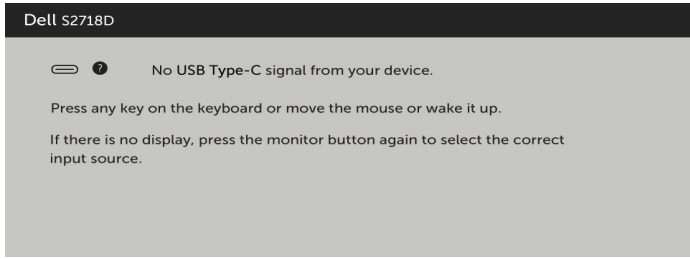 Dell S2718D
? No USB Type-C signal from your device.
Press any key on the keyboard or move the mouse or wake it up.
If there is no display, press the monitor button again to select the correct
input source.